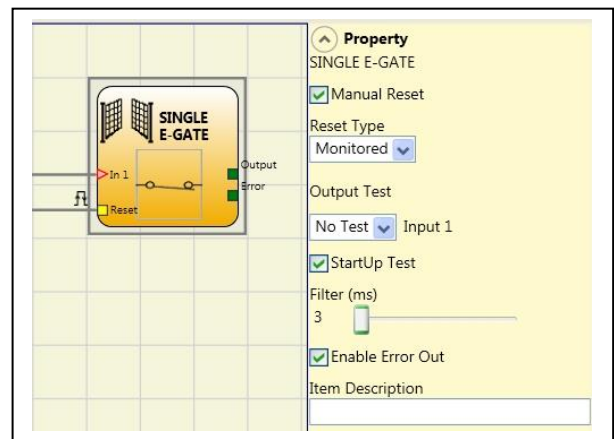 SINGLE
E-GATE
In 1
Output
Error
Reset
Property
SINGLE E-GATE
Manual Reset
Reset Type
Monitored
Output Test
No Test Input 1
StartUp Test
Filter (ms)
3
Enable Error Out
Item Description